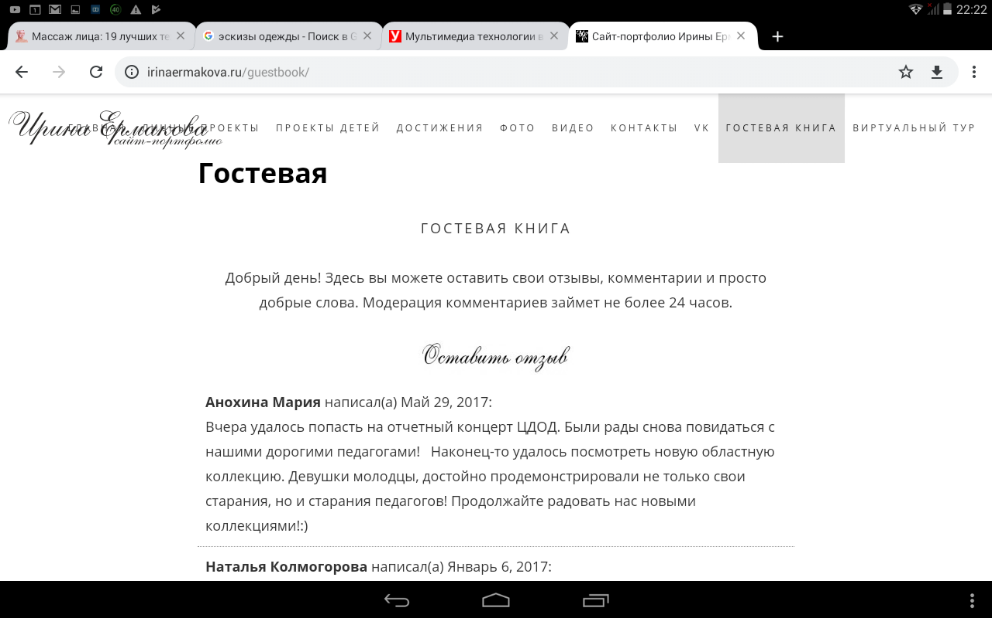 22:22
Массаж лица: 19 лучших те
эскизы одежды - Поиск в G
Мультимедиа технологии в
Сайт-портфолио Ирины Ер
irinaermakova.ru/guestbook/
Ирина Ермакова
сайт-портфолио
ПРОЕКТЫ ПРОЕКТЫ ДЕТЕЙ ДОСТИЖЕНИЯ ФОТО ВИДЕО КОНТАКТЫ VK ГОСТЕВАЯ КНИГА ВИРТУАЛЬНЫЙ ТУР
Гостевая
ГОСТЕВАЯ КНИГА
Добрый день! Здесь вы можете оставить свои отзывы, комментарии и просто
добрые слова. Модерация комментариев займет не более 24 часов.
Оставить отзыв
Анохина Мария написал(а) Май 29, 2017:
Вчера удалось попасть на отчетный концерт ЦДОД. Были рады снова повидаться с
нашими дорогими педагогами! Наконец-то удалось посмотреть новую областную
коллекцию. Девушки молодцы, достойно продемонстрировали не только свои
старания, но и старания педагогов! Продолжайте радовать нас новыми
коллекциями!:)
Наталья Колмогорова написал(а) Январь 6, 2017: